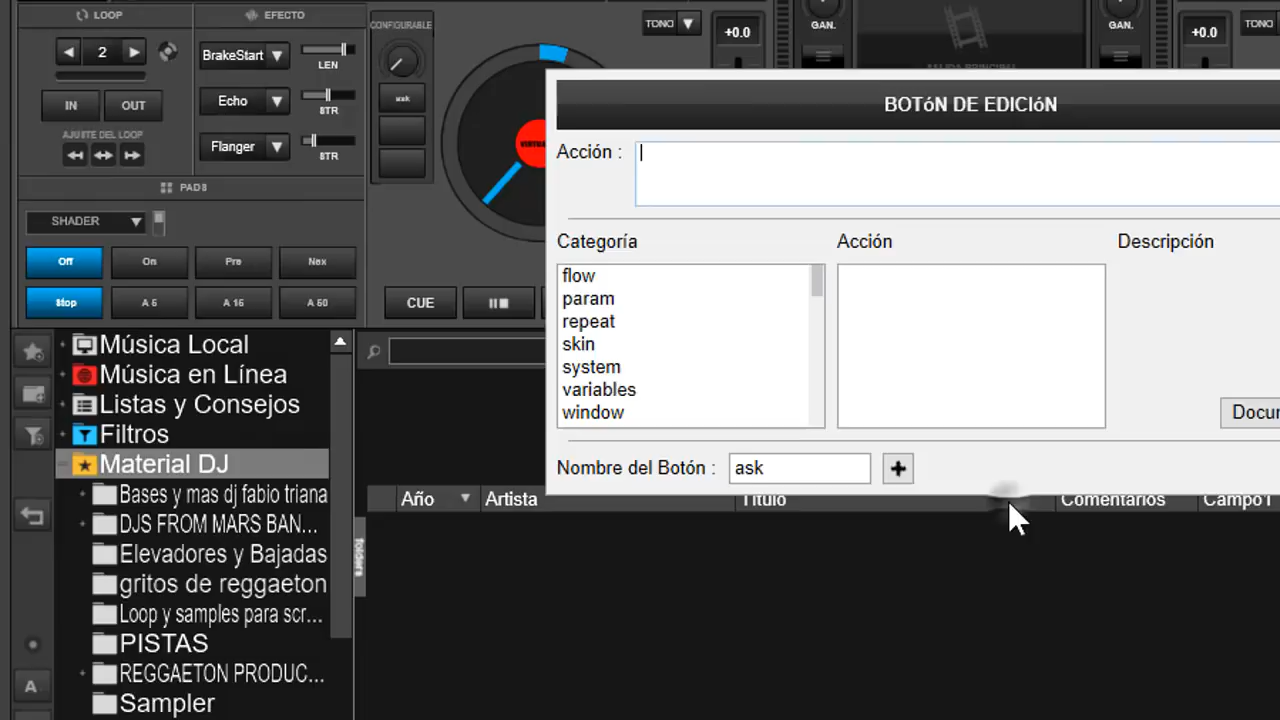 LOOP
EFECTO
CONFIGURABLE
TONO
+0.0
GAN.
GAN.
+0.0
TONO
2
BrakeStart
LEN
IN
OUT
Echo
8TR
ask
AJUSTE DEL LOOP
Flanger
8TR
PADS
SHADER
Off
On
Pre
Nex
Stop
A 5
A 16
A 60
CUE
BOTóN DE EDICIóN
Acción :
Categoría
Acción
Descripción
flow
param
repeat
skin
system
variables
window
Docu
Nombre del Botón :
ask
Año
Artista
Título
Comentarios
Campo1
Música Local
Música en Línea
Listas y Consejos
Filtros
Material DJ
Bases y mas dj fabio triana
DJS FROM MARS BAN...
Elevadores y Bajadas
gritos de reggaeton
Loop y samples para scr...
PISTAS
REGGAETON PRODUC...
Sampler
folders
A